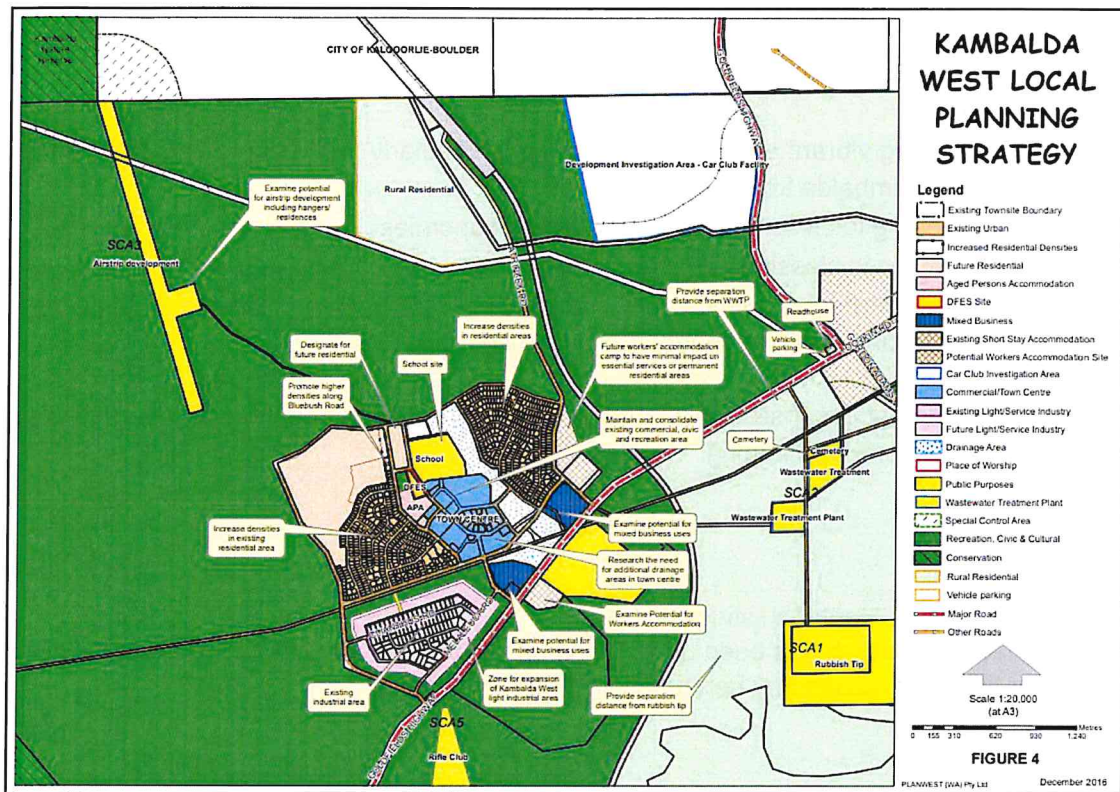 KAMBALDA
WEST LOCAL
PLANNING
STRATEGY
Legend
Existing Townsite Boundary
Existing Urban
Increased Residential Densities
Future Residential
Aged Persons Accommodation
DFES Site
Mixed Business
Existing Short Stay Accommodation
Potential Workers Accommodation Site
Car Club Investigation Area
Commercial/Town Centre
Existing Light/Service Industry
Future Light/Service Industry
Drainage Area
Place of Worship
Public Purposes
Wastewater Treatment Plant
Special Control Area
Recreation, Civic & Cultural
Conservation
Rural Residential
Vehicle parking
Major Road
Other Roads
Scale 1:20,000
(at A3)
Metres
0 155 310 620 930 1,240
FIGURE 4
PLANWEST (WA) Pty Ltd
December 2016
CITY OF KALGOORLIE-BOULDER
GOLDFIELDS HIGHWAY
Development Investigation Area - Car Club Facility
Rural Residential
Examine potential
for airstrip development
including hangers/
residences
SCA3
Airstrip development
Provide separation
distance from WWTP
Roadhouse
Vehicle
parking
Increase densities
in residential areas
Designate for
future residential
School site
Future workers' accommodation
camp to have minimal impact on
essential services or permanent
residential areas
Promote higher
densities along
Bluebush Road
Maintain and consolidate
existing commercial, civic
and recreation area
School
DFES
APA
TOWN CENTRE
Cemetery
Cemetery
Wastewater Treatment
Wastewater Treatment Plant
Increase densities
in existing
residential area
Examine potential for
mixed business uses
Research the need
for additional drainage
areas in town centre
Examine Potential for
Workers Accommodation
Examine potential for
mixed business uses
Existing
industrial area
Zone for expansion
of Kambalda West
light industrial area
Provide separation
distance from rubbish tip
SCA1
Rubbish Tip
SCA5
Rifle Club
GOLDFIELDS HIGHWAY